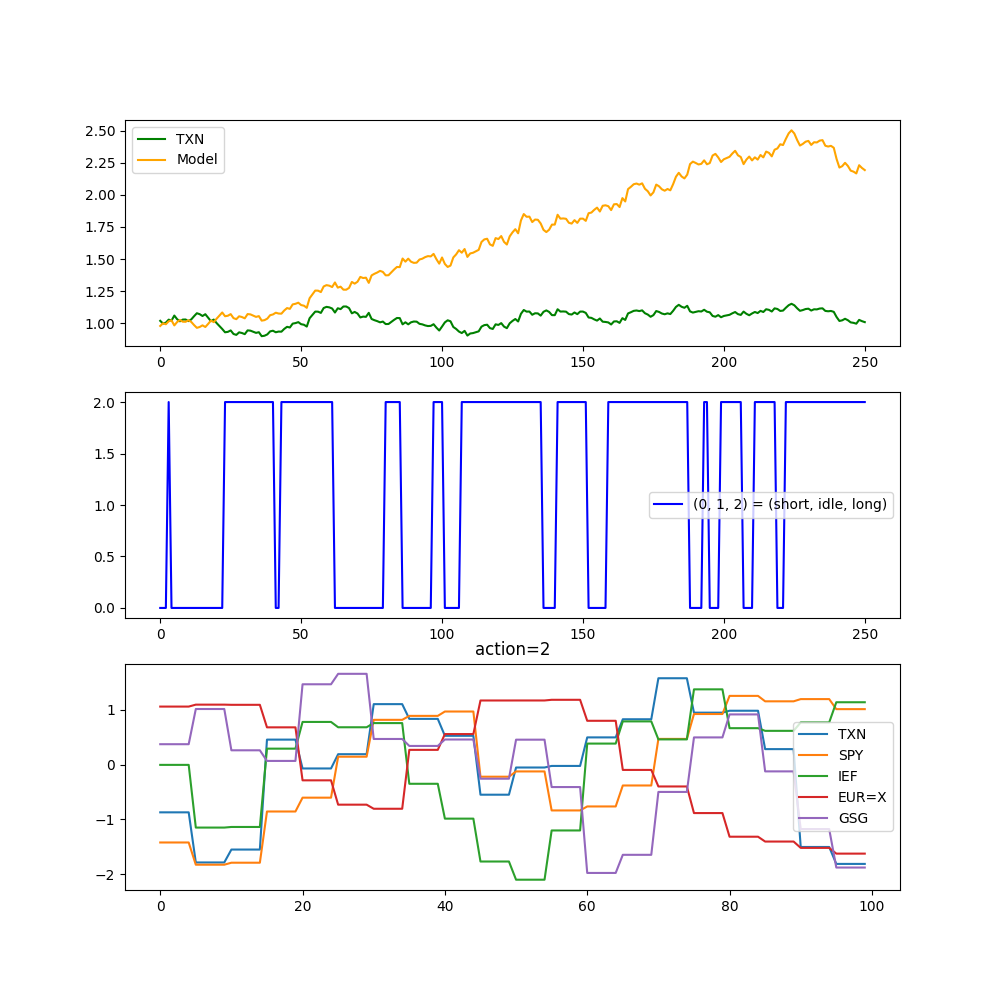 2.50
TXN
2.25
Model
2.00
1.75
1.50
1.25
1.00
0 50 100 150 200 250
2.0
1.5
1.0
(0, 1, 2) = (short, idle, long)
0.5
0.0
0 50 100 150 200 250
action=2
1
TXN
SPY
0
IEF
EUR=X
−1
GSG
−2
0 20 40 60 80 100